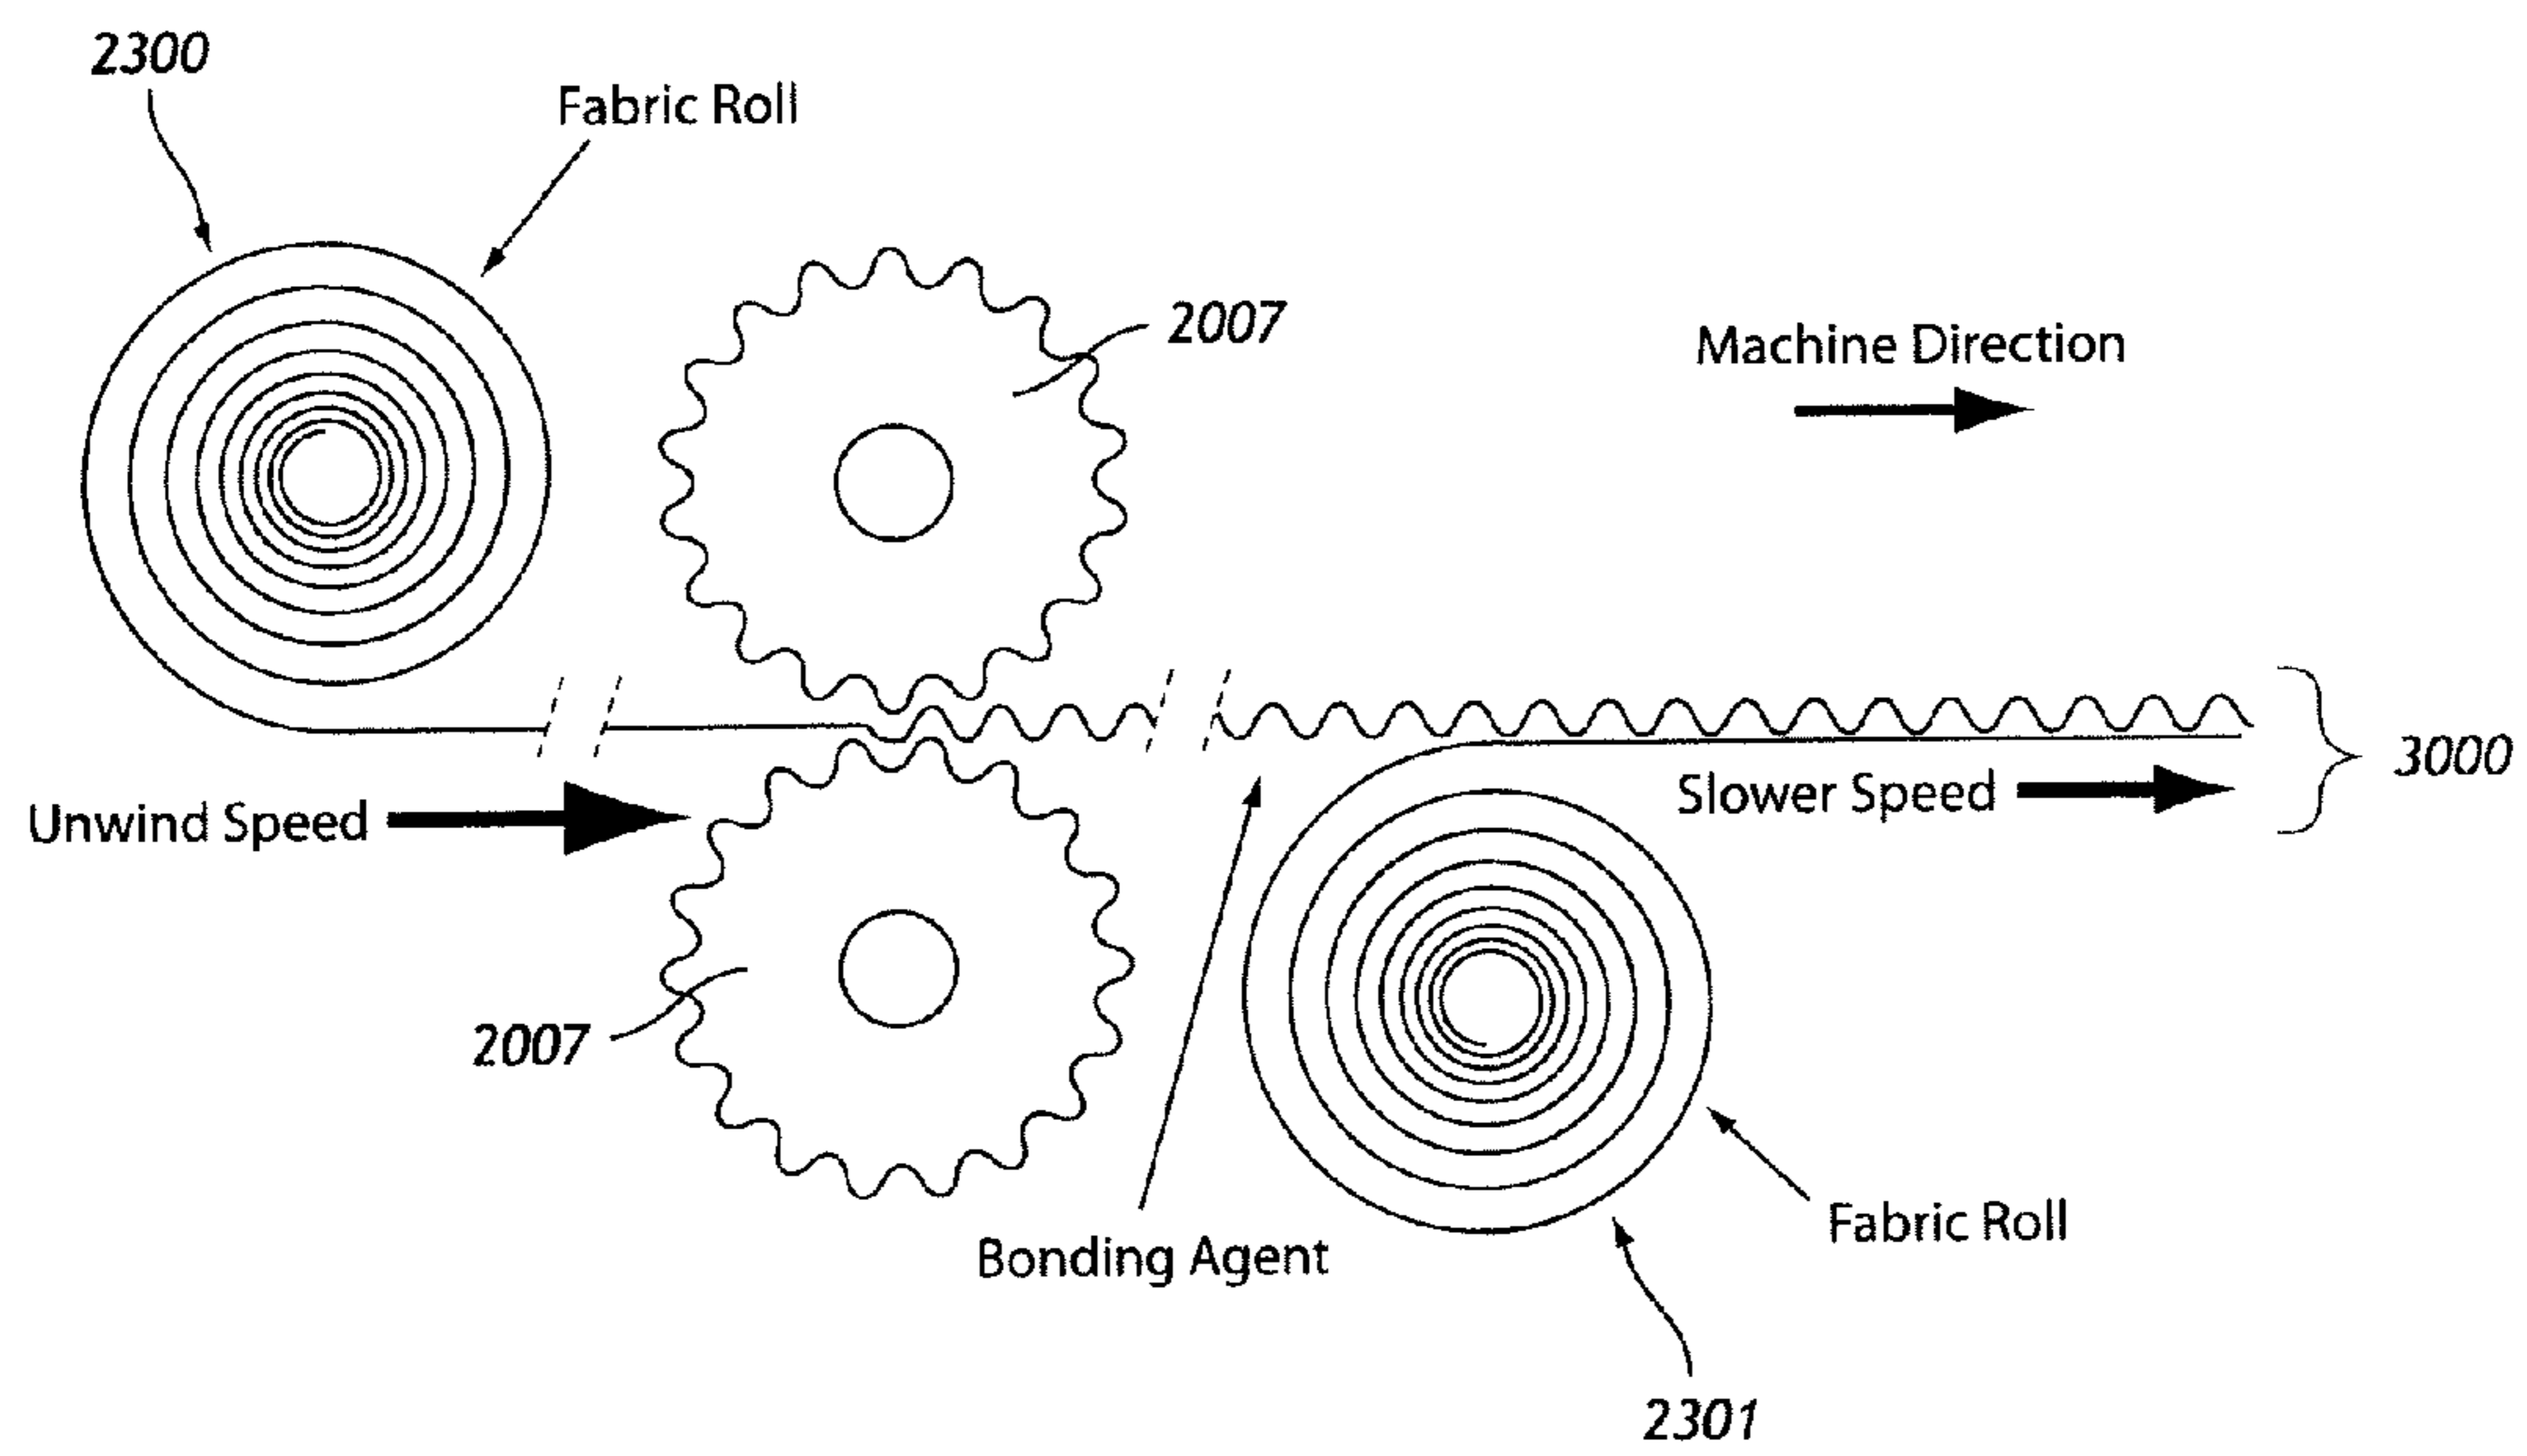 2300
Fabric Roll
2007
Machine Direction
3000
Slower Speed
Unwind Speed
2007
Fabric Roll
Bonding Agent
2301